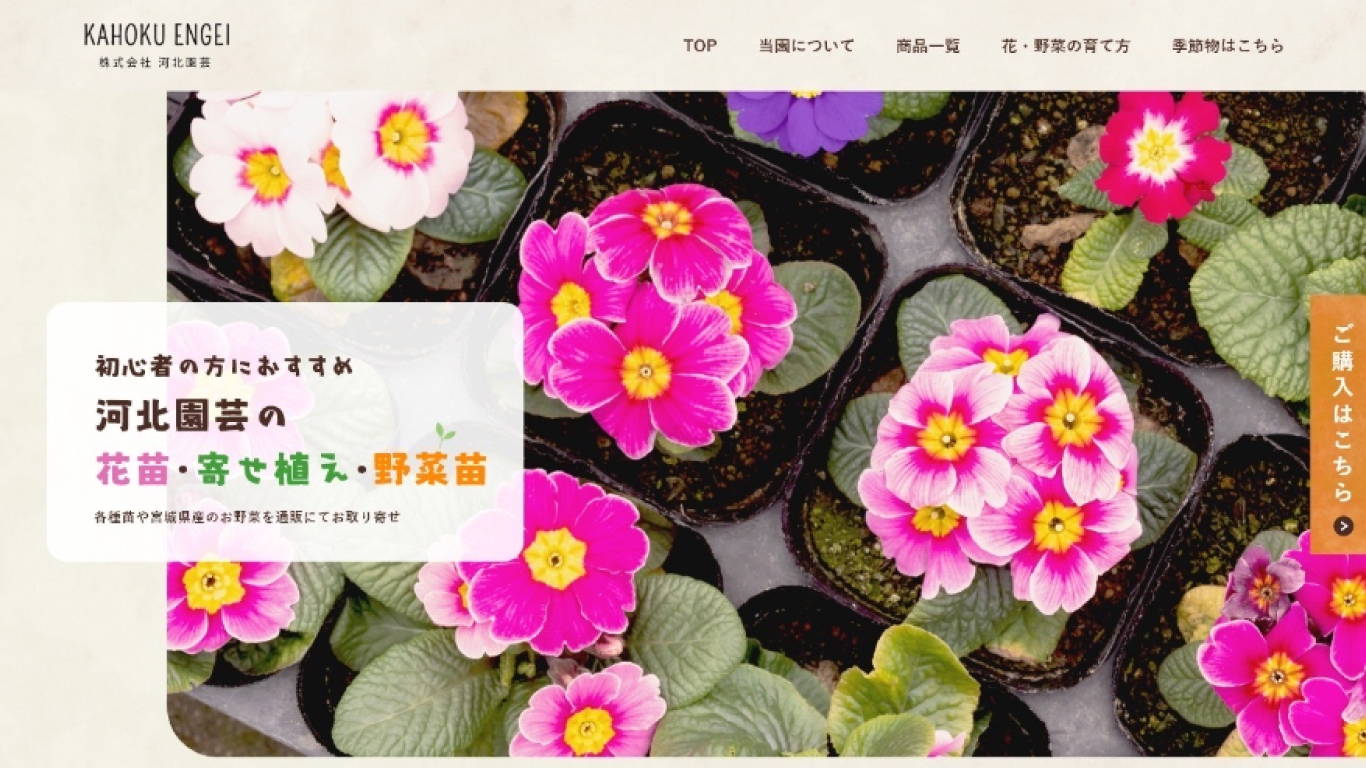 KAHOKU ENGEI
株式会社 河北園芸
TOP
当園について
商品一覧
花・野菜の育て方
季節物はこちら
初心者の方におすすめ
河北園芸の
花苗・寄せ植え・野菜苗
各種苗や宮城県産のお野菜を通販にてお取り寄せ
ご購入はこちら